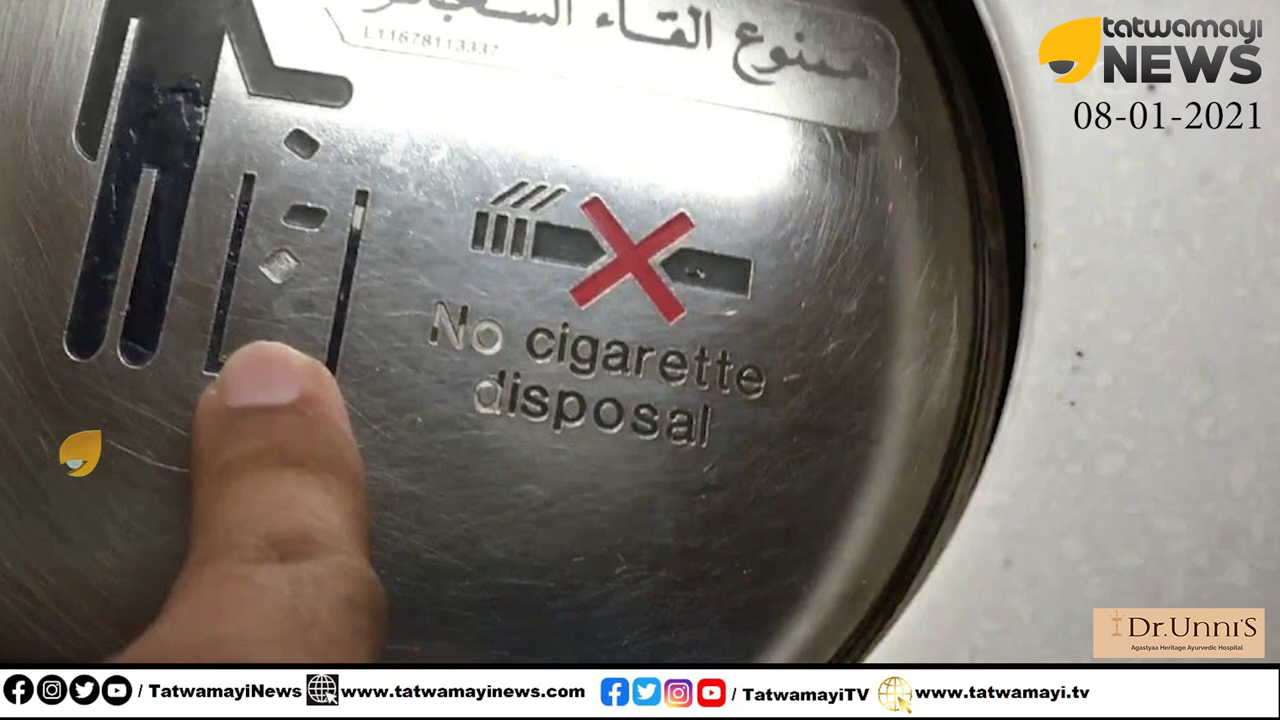 ممنوع القاء السجائر
L11678113337
No cigarette
disposal
tatwamayi
NEWS
08-01-2021
Dr.Unni'S
Agastyaa Heritage Ayurvedic Hospital
/ TatwamayiNews www.tatwamayinews.com / TatwamayiTV www.tatwamayi.tv